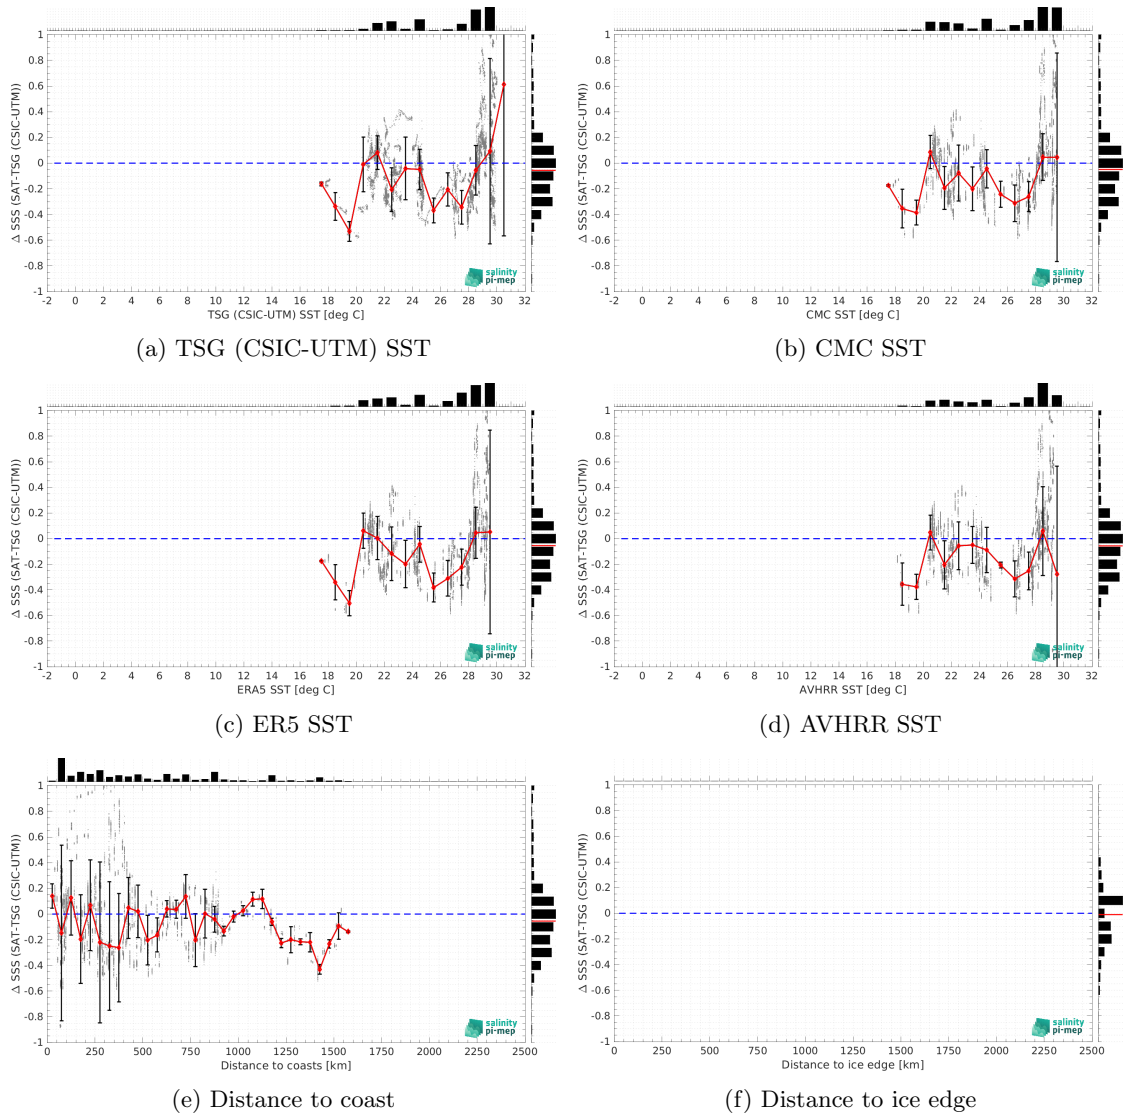 1
0.8
0.6
0.4
0.2
0
-0.2
-0.4
-0.6
-0.8
-1
Δ SSS (SAT-TSG (CSIC-UTM))
-2 0 2 4 6 8 10 12 14 16 18 20 22 24 26 28 30 32
TSG (CSIC-UTM) SST [deg C]
salinity
pi-mep
(a) TSG (CSIC-UTM) SST
1
0.8
0.6
0.4
0.2
0
-0.2
-0.4
-0.6
-0.8
-1
Δ SSS (SAT-TSG (CSIC-UTM))
-2 0 2 4 6 8 10 12 14 16 18 20 22 24 26 28 30 32
CMC SST [deg C]
salinity
pi-mep
(b) CMC SST
1
0.8
0.6
0.4
0.2
0
-0.2
-0.4
-0.6
-0.8
-1
Δ SSS (SAT-TSG (CSIC-UTM))
-2 0 2 4 6 8 10 12 14 16 18 20 22 24 26 28 30 32
ERA5 SST [deg C]
salinity
pi-mep
(c) ER5 SST
1
0.8
0.6
0.4
0.2
0
-0.2
-0.4
-0.6
-0.8
-1
Δ SSS (SAT-TSG (CSIC-UTM))
-2 0 2 4 6 8 10 12 14 16 18 20 22 24 26 28 30 32
AVHRR SST [deg C]
salinity
pi-mep
(d) AVHRR SST
1
0.8
0.6
0.4
0.2
0
-0.2
-0.4
-0.6
-0.8
-1
Δ SSS (SAT-TSG (CSIC-UTM))
0 250 500 750 1000 1250 1500 1750 2000 2250 2500
Distance to coasts [km]
salinity
pi-mep
(e) Distance to coast
1
0.8
0.6
0.4
0.2
0
-0.2
-0.4
-0.6
-0.8
-1
Δ SSS (SAT-TSG (CSIC-UTM))
0 250 500 750 1000 1250 1500 1750 2000 2250 2500
Distance to ice edge [km]
salinity
pi-mep
(f) Distance to ice edge